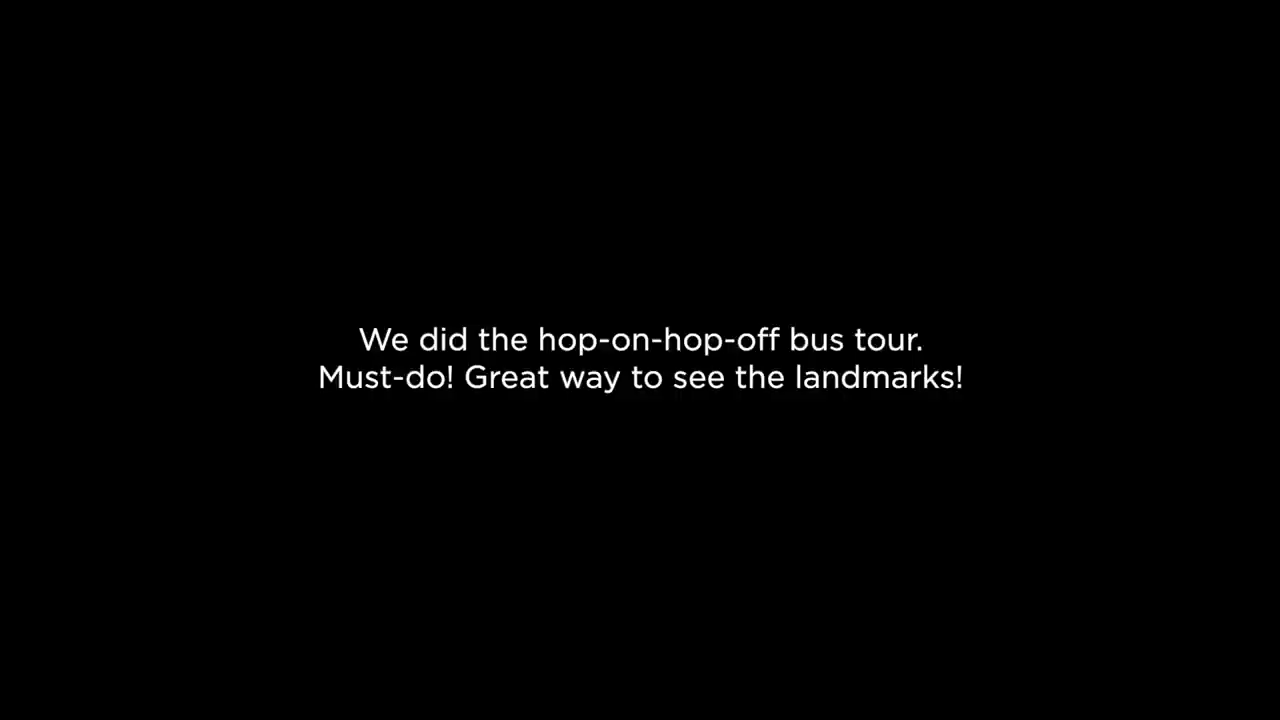 We did the hop-on-hop-off bus tour.
Must-do! Great way to see the landmarks!